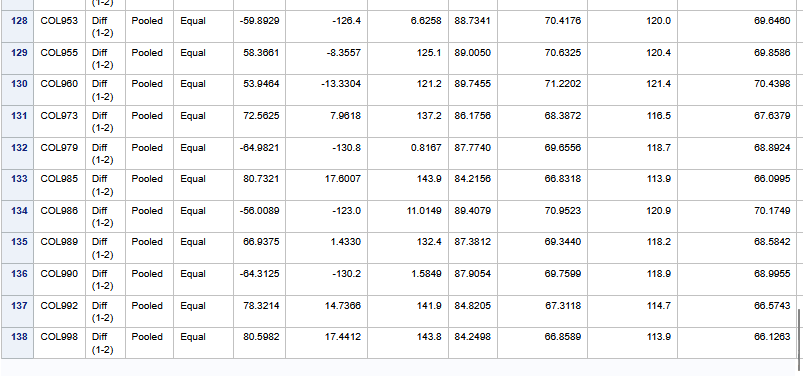 (1-2)
128 COL953 Diff Pooled Equal -59.8929 -126.4 6.6258 88.7341 70.4176 120.0 69.6460
(1-2)
129 COL955 Diff Pooled Equal 58.3661 -8.3557 125.1 89.0050 70.6325 120.4 69.8586
(1-2)
130 COL960 Diff Pooled Equal 53.9464 -13.3304 121.2 89.7455 71.2202 121.4 70.4398
(1-2)
131 COL973 Diff Pooled Equal 72.5625 7.9618 137.2 86.1756 68.3872 116.5 67.6379
(1-2)
132 COL979 Diff Pooled Equal -64.9821 -130.8 0.8167 87.7740 69.6556 118.7 68.8924
(1-2)
133 COL985 Diff Pooled Equal 80.7321 17.6007 143.9 84.2156 66.8318 113.9 66.0995
(1-2)
134 COL986 Diff Pooled Equal -56.0089 -123.0 11.0149 89.4079 70.9523 120.9 70.1749
(1-2)
135 COL989 Diff Pooled Equal 66.9375 1.4330 132.4 87.3812 69.3440 118.2 68.5842
(1-2)
136 COL990 Diff Pooled Equal -64.3125 -130.2 1.5849 87.9054 69.7599 118.9 68.9955
(1-2)
137 COL992 Diff Pooled Equal 78.3214 14.7366 141.9 84.8205 67.3118 114.7 66.5743
(1-2)
138 COL998 Diff Pooled Equal 80.5982 17.4412 143.8 84.2498 66.8589 113.9 66.1263
(1-2)